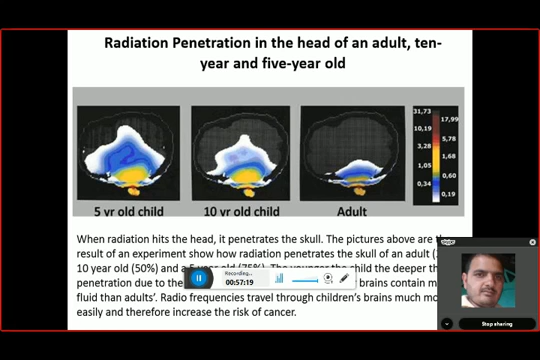 Radiation Penetration in the head of an adult, ten-
year and five-year old
31,73
17,99
10,19
5,78
3,28
1,68
1,05
0,60
0,34
0,19
5 yr old child
10 yr old child
Adult
When radiation hits the head, it penetrates the skull. The pictures above are
result of an experiment show how radiation penetrates the skull of an adult
10 year old (50%) and a 5 year old (75%). The younger the child the deeper
penetration due to the brains contain
fluid than adults'. Radio frequencies travel through children's brains much
easily and therefore increase the risk of cancer.
Recording...
00:57:19
Stop sharing